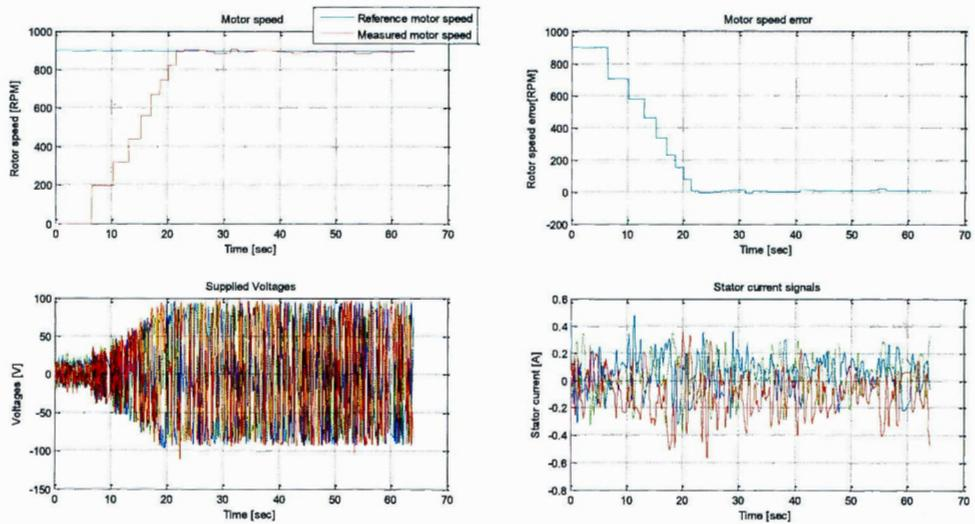 Motor speed
Reference motor speed
Measured motor speed
Rotor speed [RPM]
1000
800
600
400
200
0
0 10 20 30 40 50 60 70
Time [sec]
Motor speed error
Rotor speed error[RPM]
1000
800
600
400
200
0
-200
0 10 20 30 40 50 60 70
Time [sec]
Supplied Voltages
Voltages [V]
100
50
0
-50
-100
-150
0 10 20 30 40 50 60 70
Time [sec]
Stator current signals
Stator current [A]
0.6
0.4
0.2
0
-0.2
-0.4
-0.6
-0.8
0 10 20 30 40 50 60 70
Time [sec]